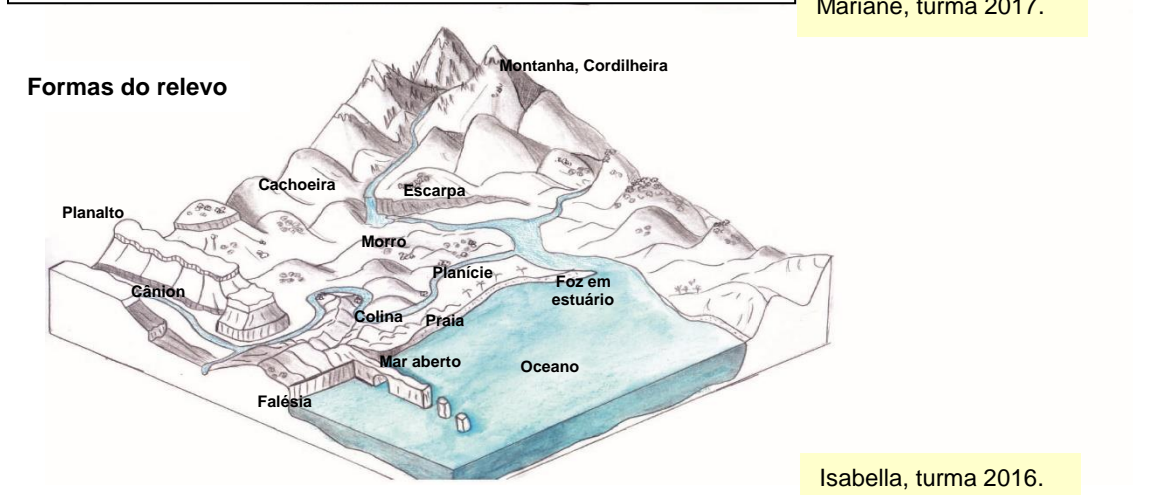 Mariane, turma 2017.
Formas do relevo
Montanha, Cordilheira
Cachoeira
Escarpa
Planalto
Morro
Planície
Foz em
estuário
Cânion
Colina
Praia
Mar aberto
Oceano
Falésia
Isabella, turma 2016.